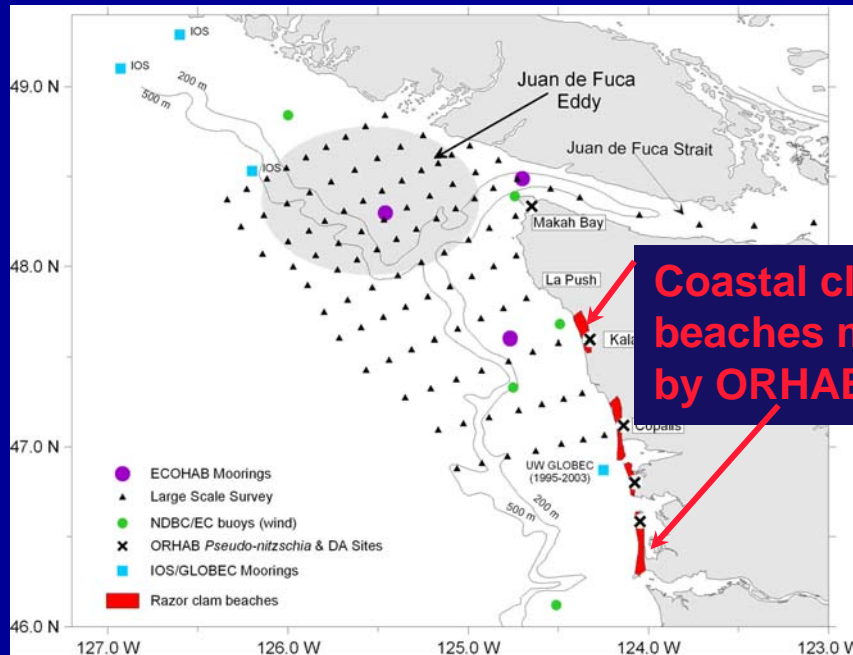 IOS
IOS
49.0 N
200 m
500 m
Juan de Fuca
Eddy
Juan de Fuca Strait
IOS
Makah Bay
48.0 N
La Push
Coastal
beaches
by ORHAB
Copalis
47.0 N
ECOHAB Moorings
Large Scale Survey
NDBC/EC buoys (wind)
ORHAB Pseudo-nitzschia & DA Sites
IOS/GLOBEC Moorings
Razor clam beaches
UW GLOBEC
(1995-2003)
200 m
500 m
46.0 N
127.0 W
126.0 W
125.0 W
124.0 W
123.0 W